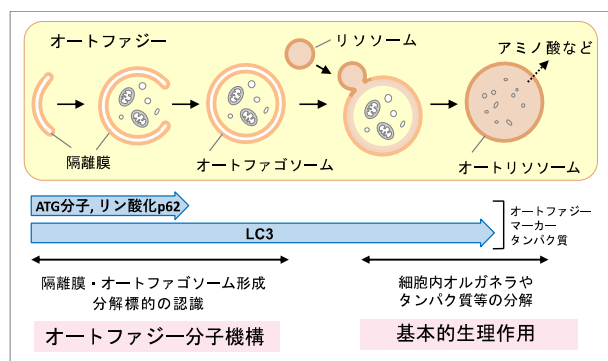 オートファジー
リソソーム
アミノ酸など
隔離膜
オートファゴソーム
オートリソソーム
ATG分子, リン酸化p62
LC3
オートファジー
マーカー
タンパク質
隔離膜・オートファゴソーム形成
分解標的の認識
細胞内オルガネラや
タンパク質等の分解
オートファジー分子機構
基本的生理作用